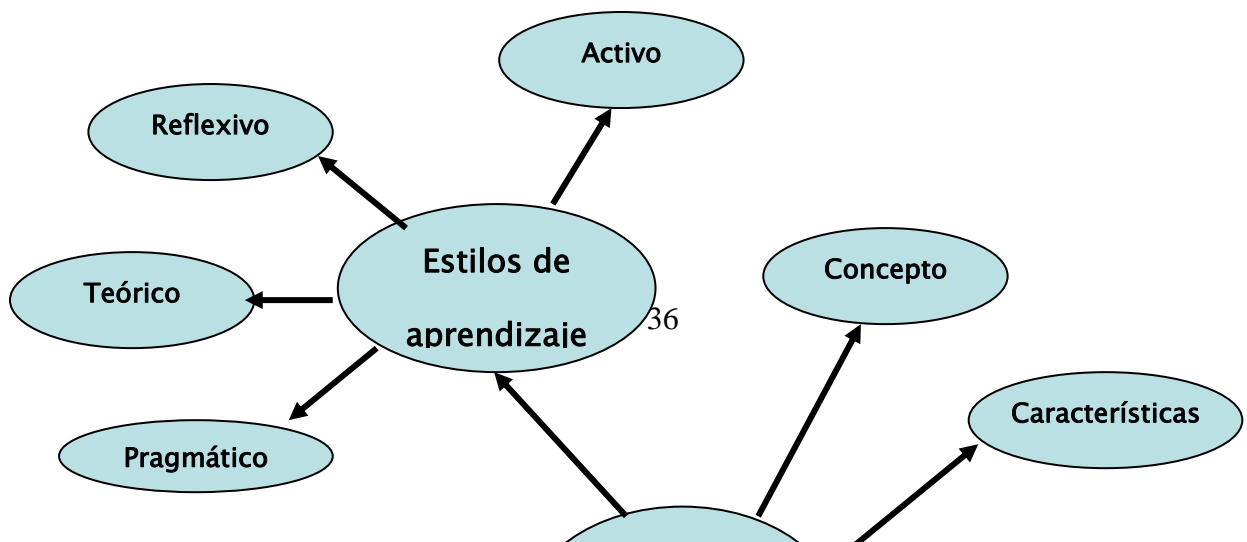 Activo
Reflexivo
Estilos de
aprendizaje
Concepto
Teórico
36
Características
Pragmático